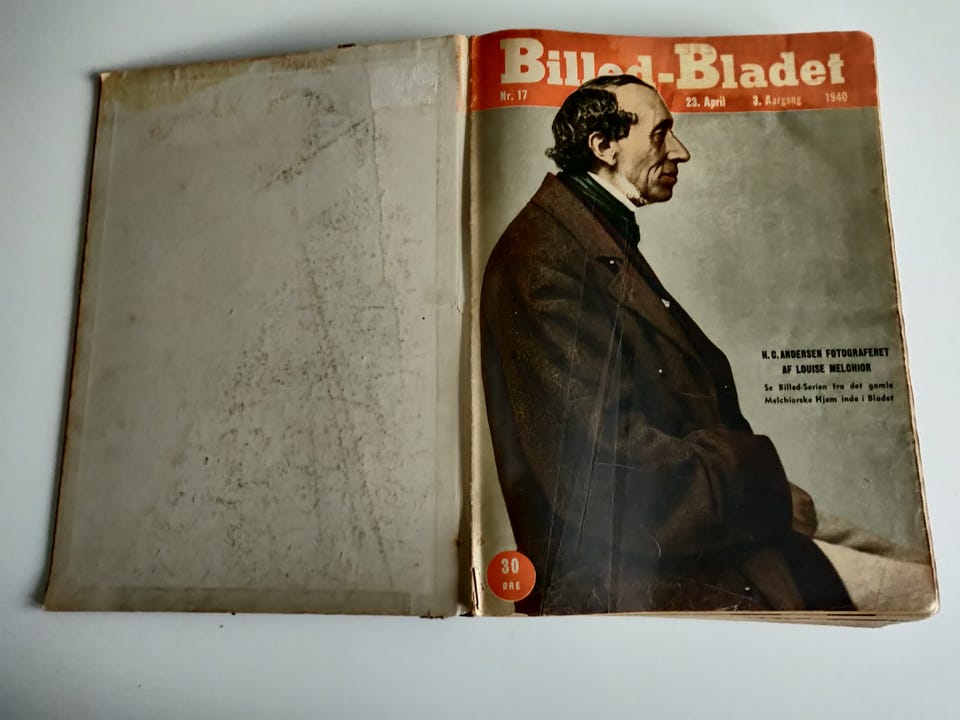 Billed-Bladet
Nr. 17 23. April 3. Aargang 1940
H. C. ANDERSEN FOTOGRAFERET
AF LOUISE MELCHIOR
Se Billed-Serien fra det gamle
Melchiorske Hjem inde i Bladet
30
ØRE